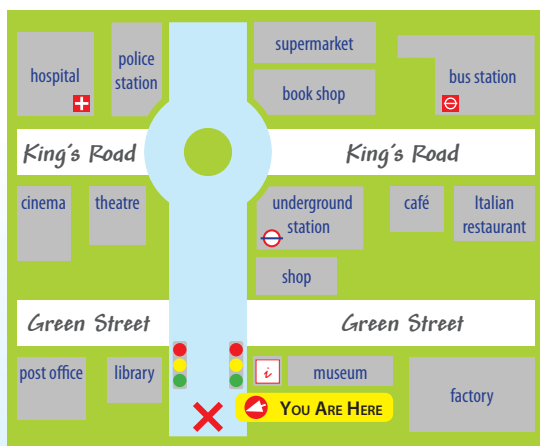 hospital
police
station
supermarket
book shop
bus station
King's Road
King's Road
cinema
theatre
underground
station
café
Italian
restaurant
shop
Green Street
Green Street
post office
library
i
museum
factory
YOU ARE HERE